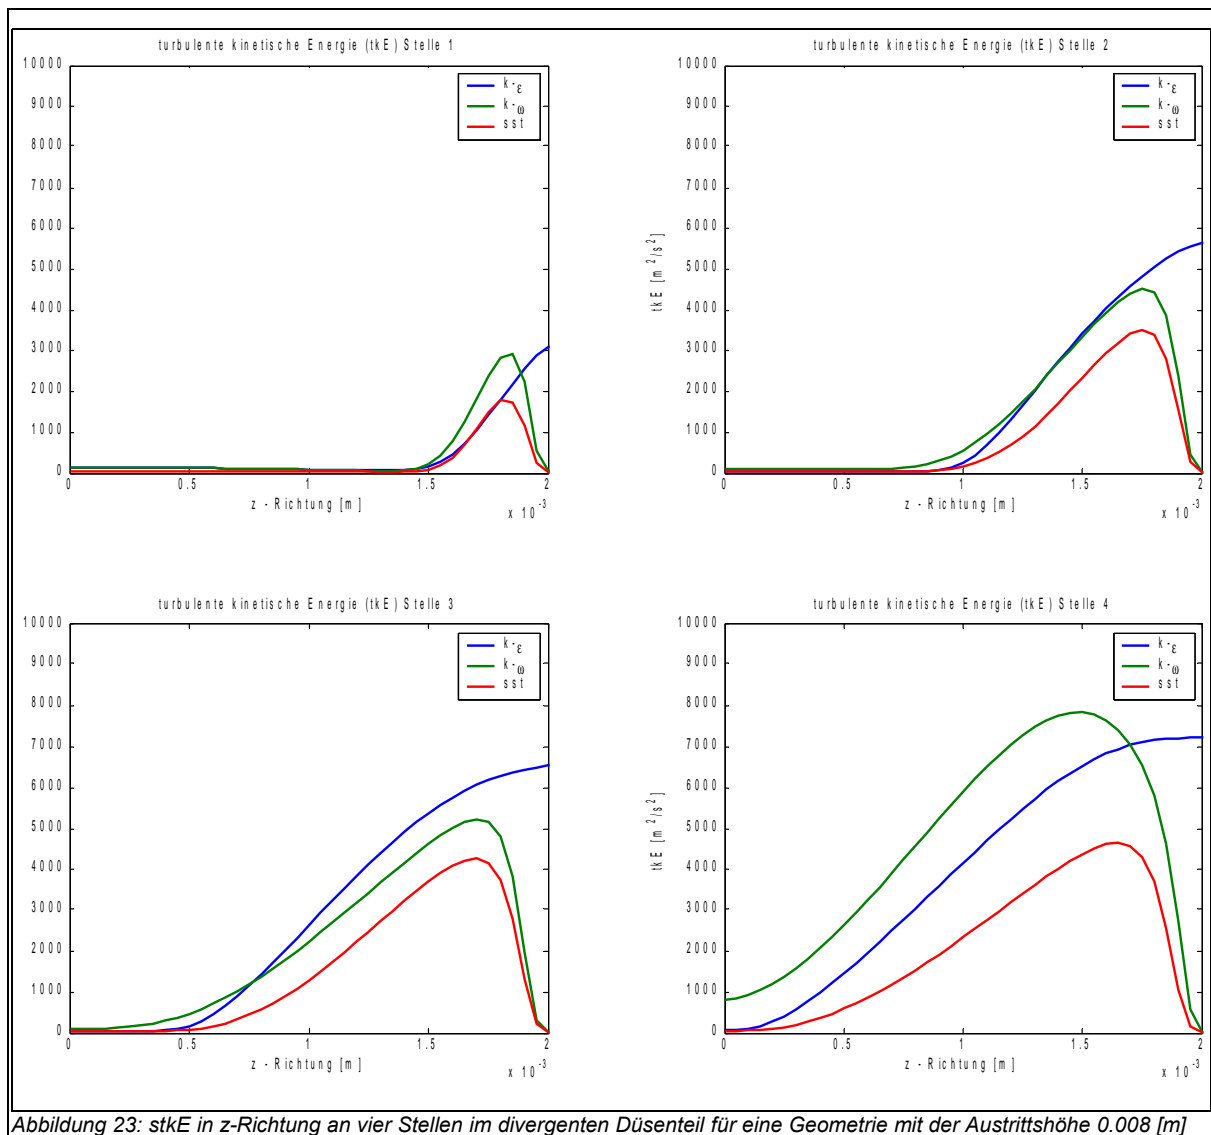 turbulente kinetische Energie (tkE) Stelle 1
10000
9000
8000
7000
6000
5000
4000
3000
2000
1000
0
k-ε
k-ω
sst
0
0.5
1
1.5
2
z - Richtung [m]
x 10^-3
turbulente kinetische Energie (tkE) Stelle 2
10000
9000
8000
7000
6000
5000
4000
3000
2000
1000
0
tkE [m^2/s^2]
k-ε
k-ω
sst
0
0.5
1
1.5
2
z - Richtung [m]
x 10^-3
turbulente kinetische Energie (tkE) Stelle 3
10000
9000
8000
7000
6000
5000
4000
3000
2000
1000
0
k-ε
k-ω
sst
0
0.5
1
1.5
2
z - Richtung [m]
x 10^-3
turbulente kinetische Energie (tkE) Stelle 4
10000
9000
8000
7000
6000
5000
4000
3000
2000
1000
0
tkE [m^2/s^2]
k-ε
k-ω
sst
0
0.5
1
1.5
2
z - Richtung [m]
x 10^-3
Abbildung 23: stkE in z-Richtung an vier Stellen im divergenten Düsenteil für eine Geometrie mit der Austrittshöhe 0.008 [m]